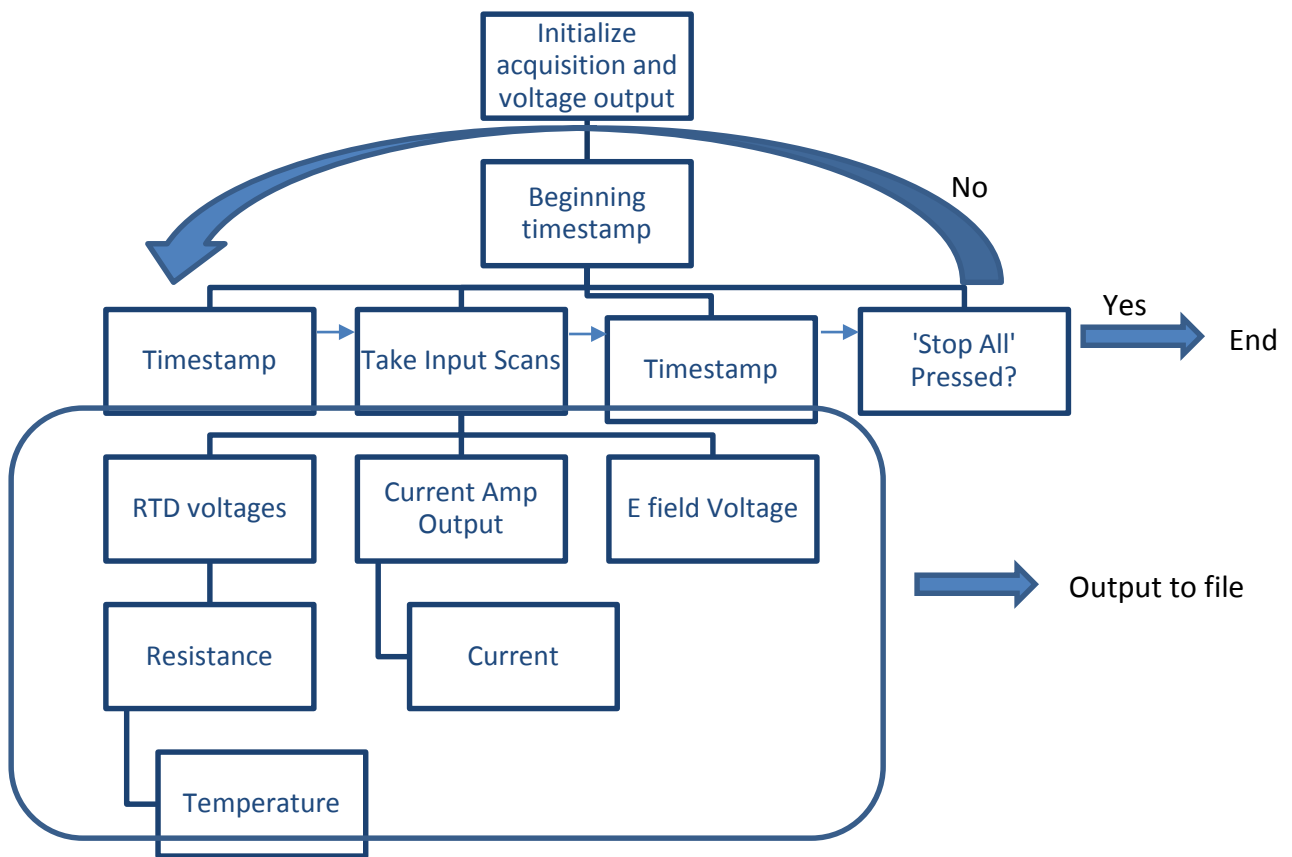 Initialize
acquisition and
voltage output
Beginning
timestamp
No
Timestamp
Take Input Scans
Timestamp
'Stop All'
Pressed?
Yes
End
RTD voltages
Current Amp
Output
E field Voltage
Output to file
Resistance
Current
Temperature